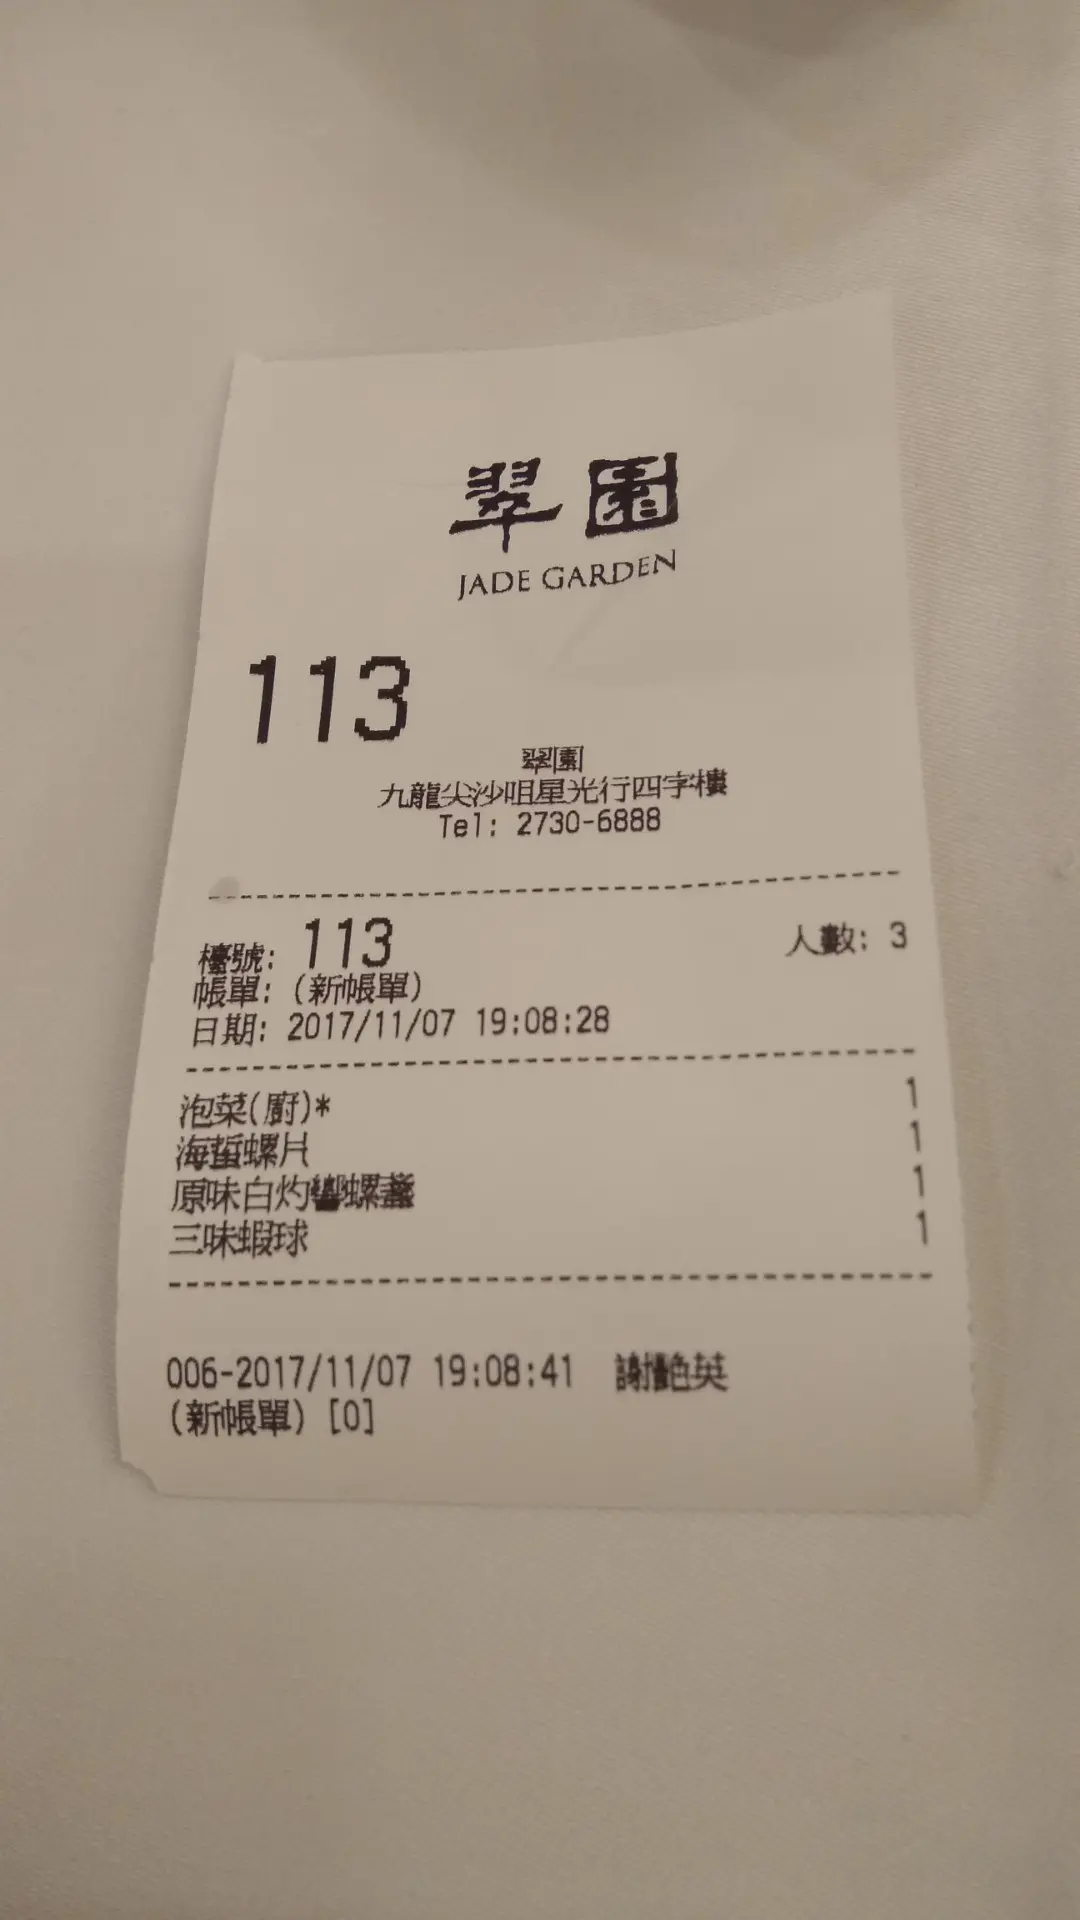 翠園
JADE GARDEN
113
翠園
九龍尖沙咀星光行四字樓
Tel: 2730-6888
檯號: 113 人數: 3
帳單: (新帳單)
日期: 2017/11/07 19:08:28
泡菜(廚)* 1
海蜇螺片 1
原味白灼響螺盞 1
三味蝦球 1
006-2017/11/07 19:08:41 謝艷英
(新帳單) [0]